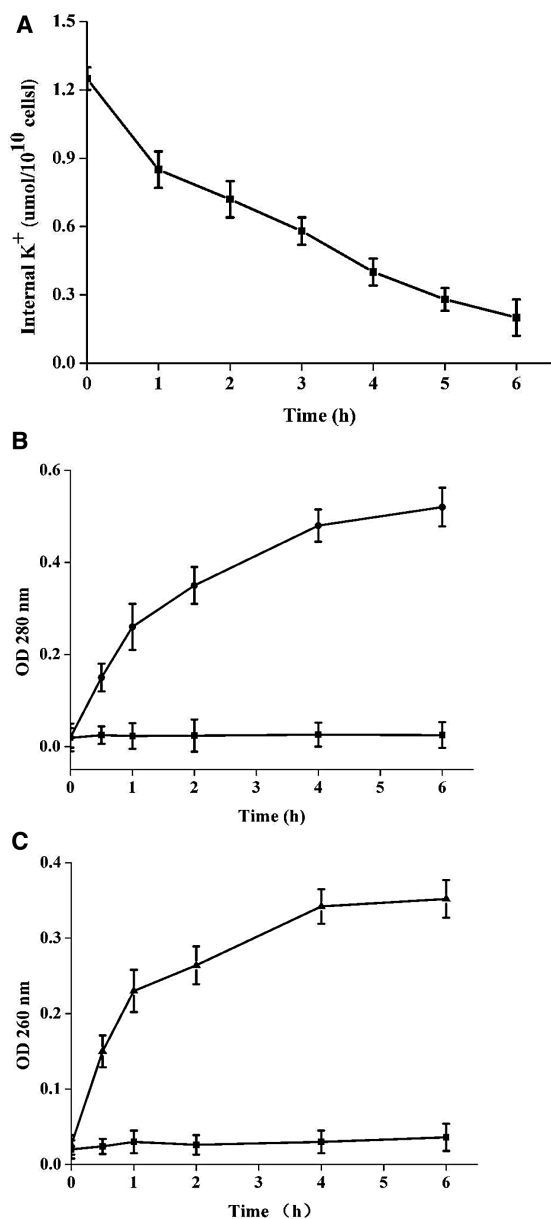 A
Internal K+ (umol/10^10 cellsl)
1.5
1.2
0.9
0.6
0.3
0.0
0 1 2 3 4 5 6
Time (h)
B
OD 280 nm
0.6
0.4
0.2
0.0
0 1 2 3 4 5 6
Time (h)
C
OD 260 nm
0.4
0.3
0.2
0.1
0.0
0 1 2 3 4 5 6
Time （h）